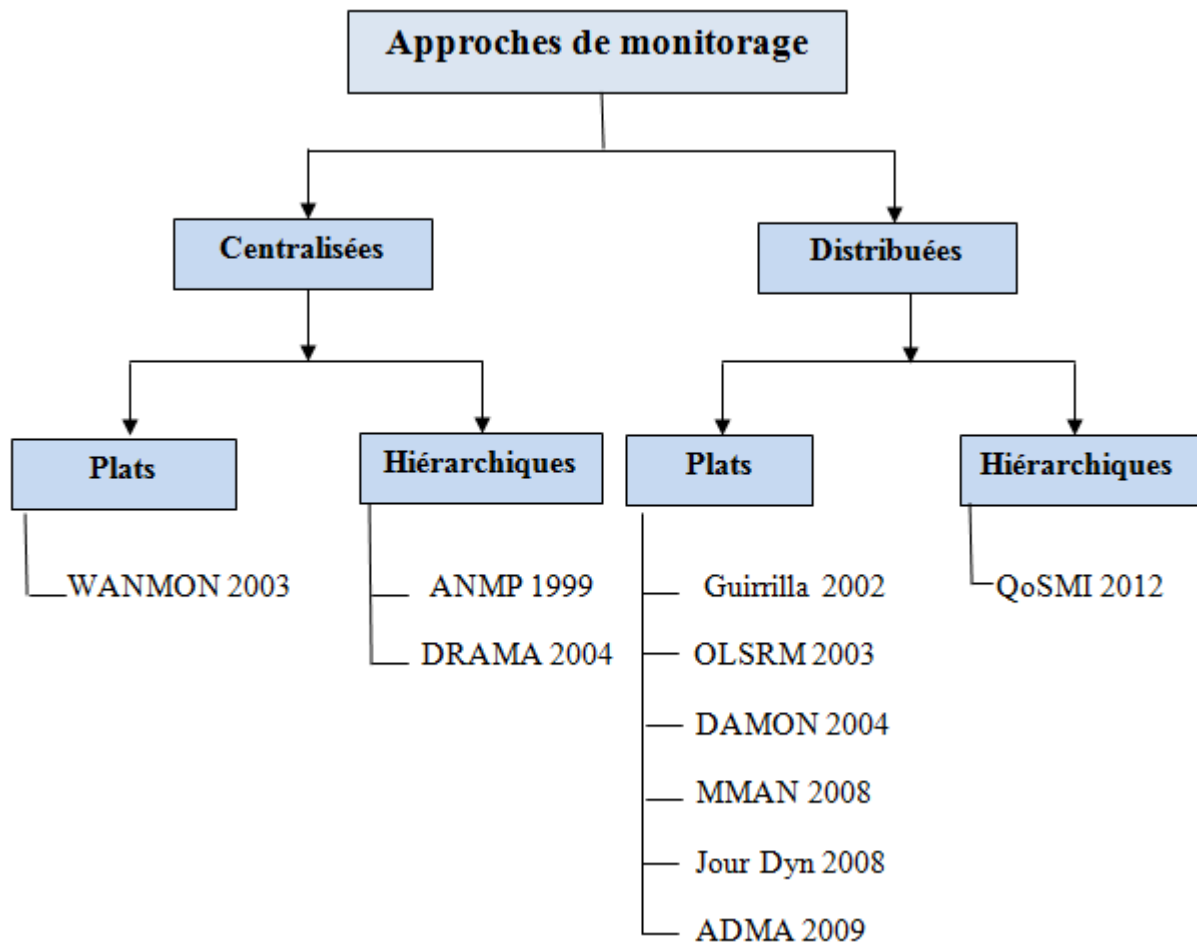 Approches de monitorage
Centralisées
Distribuées
Plats
Hiérarchiques
Plats
Hiérarchiques
WANMON 2003
ANMP 1999
DRAMA 2004
Guirrilla 2002
OLSRM 2003
DAMON 2004
MMAN 2008
Jour Dyn 2008
ADMA 2009
QoSMI 2012